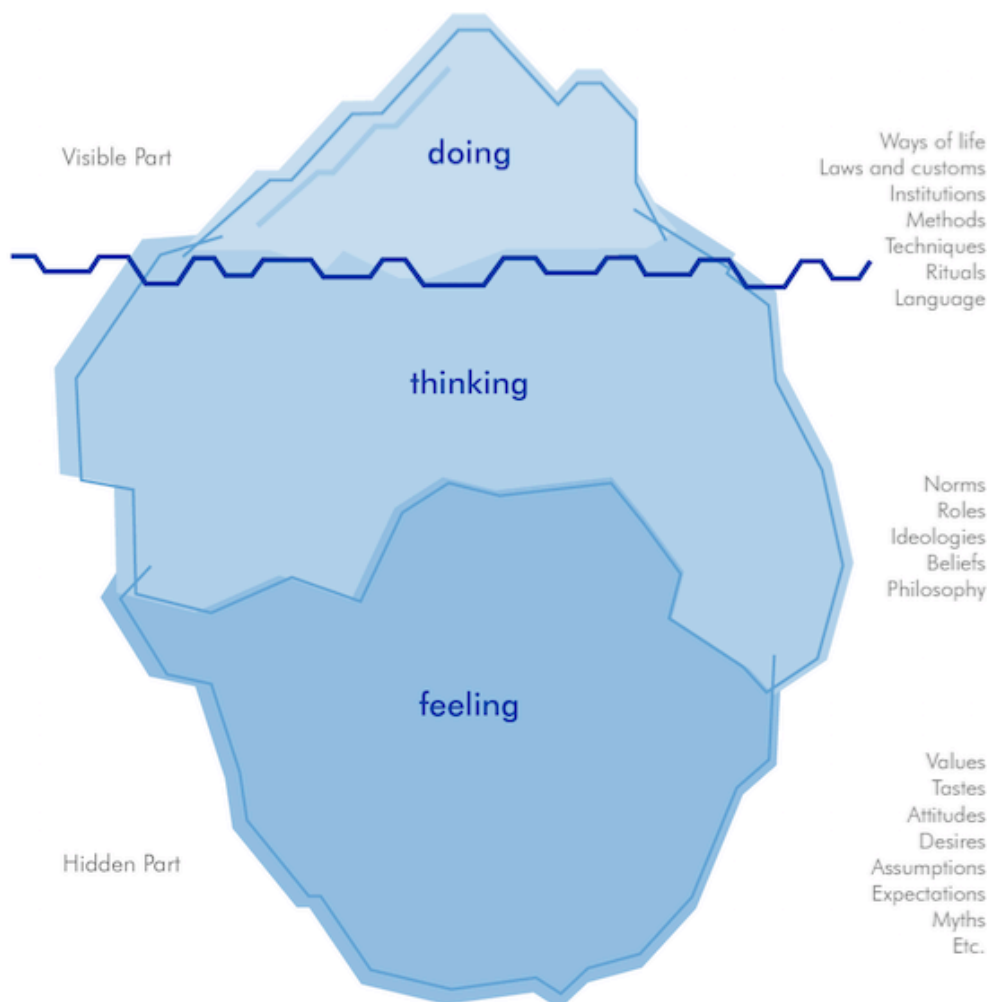 Visible Part
doing
Ways of life
Laws and customs
Institutions
Methods
Techniques
Rituals
Language
thinking
Norms
Roles
Ideologies
Beliefs
Philosophy
feeling
Values
Tastes
Attitudes
Desires
Assumptions
Expectations
Myths
Etc.
Hidden Part